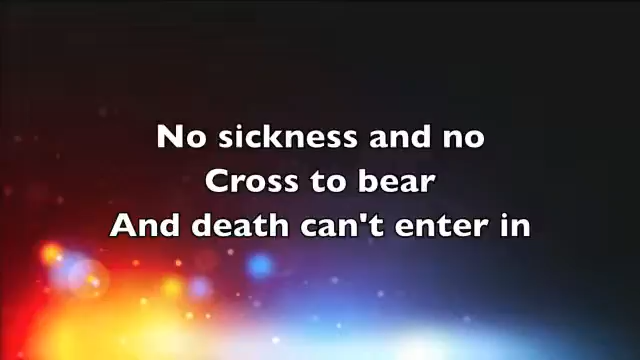 No sickness and no
Cross to bear
And death can't enter in